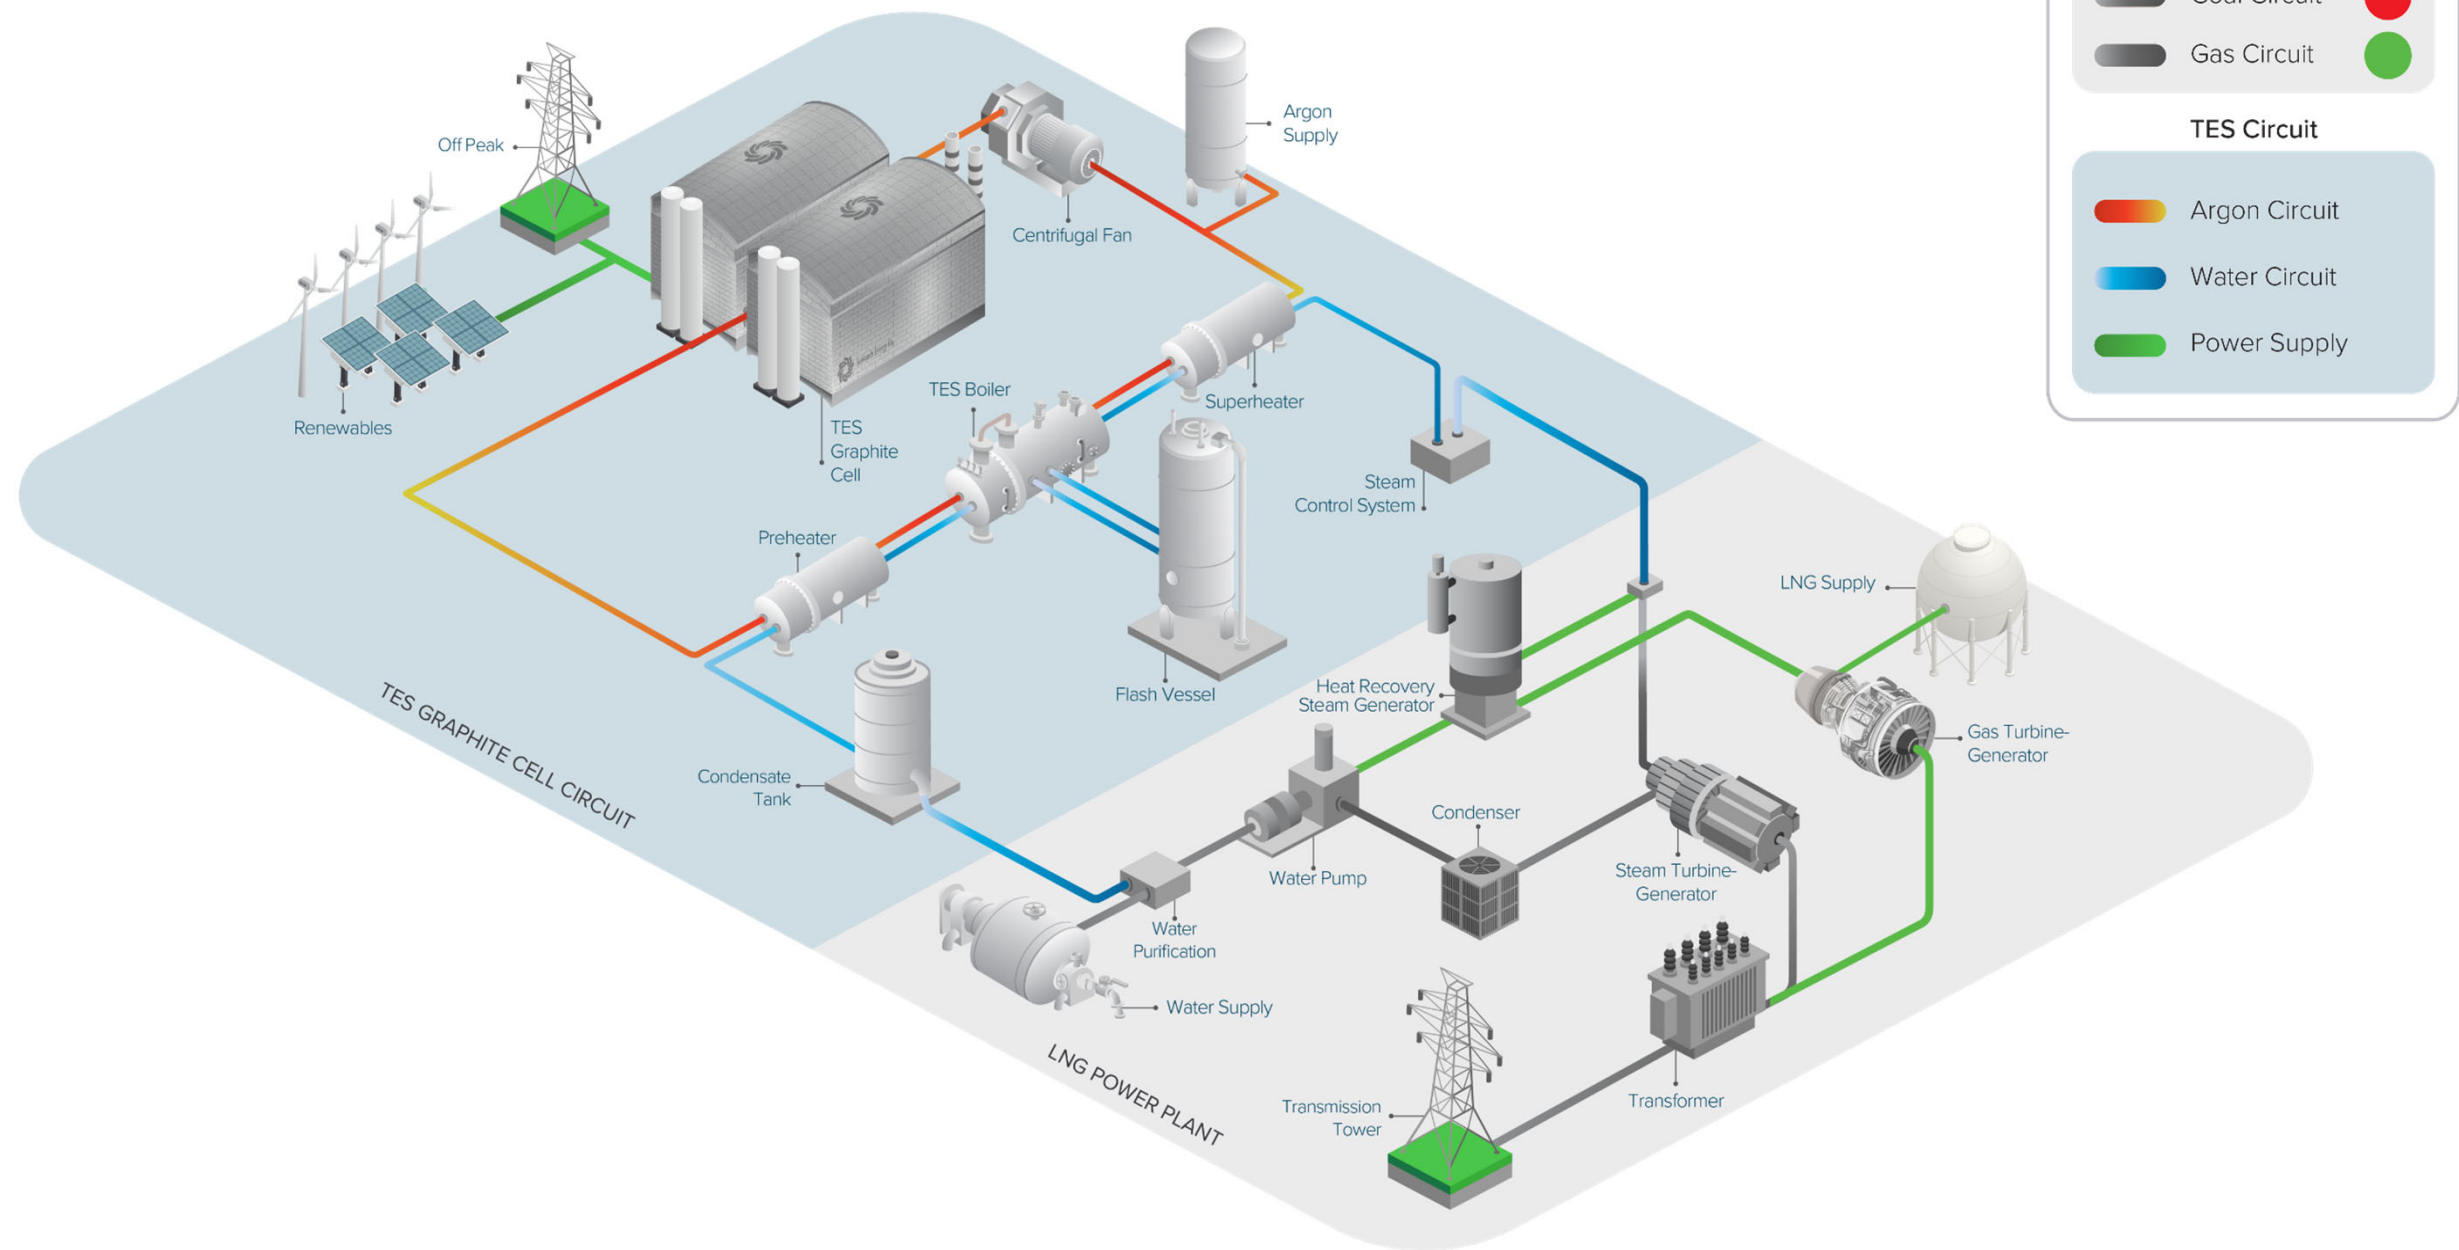 Coal Circuit
Gas Circuit
TES Circuit
Argon Circuit
Water Circuit
Power Supply
Off Peak
Argon
Supply
Centrifugal Fan
Renewables
TES
Graphite
Cell
TES Boiler
Superheater
Steam
Control System
Preheater
Flash Vessel
Condensate
Tank
TES GRAPHITE CELL CIRCUIT
LNG Supply
Heat Recovery
Steam Generator
Gas Turbine-
Generator
Condenser
Water Pump
Steam Turbine-
Generator
Water
Purification
Water Supply
LNG POWER PLANT
Transmission
Tower
Transformer